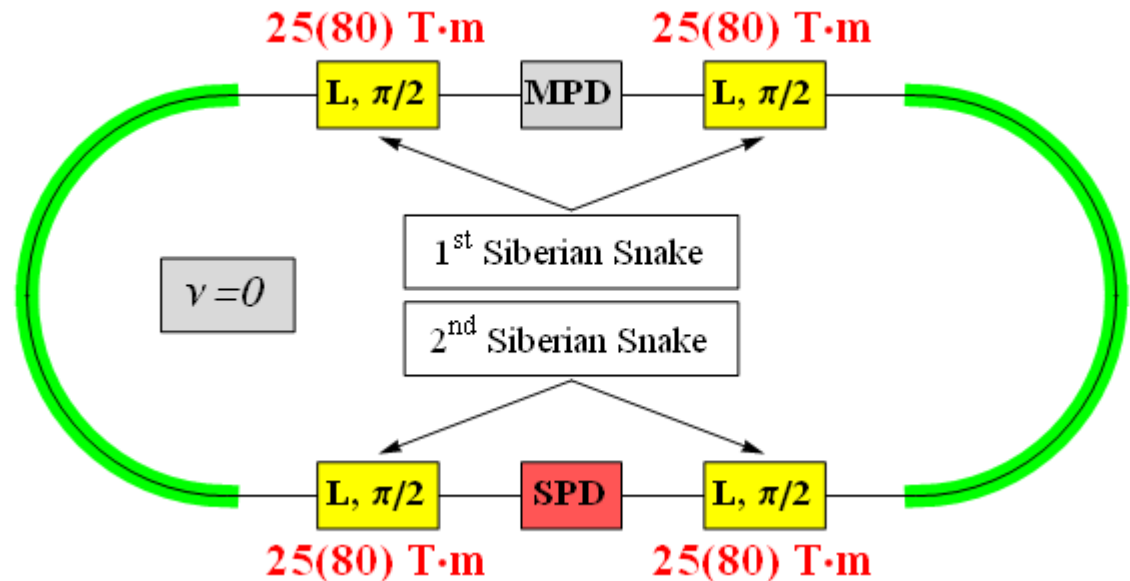 25(80) T·m 25(80) T·m
L, π/2 MPD L, π/2
1st Siberian Snake
ν =0
2nd Siberian Snake
L, π/2 SPD L, π/2
25(80) T·m 25(80) T·m